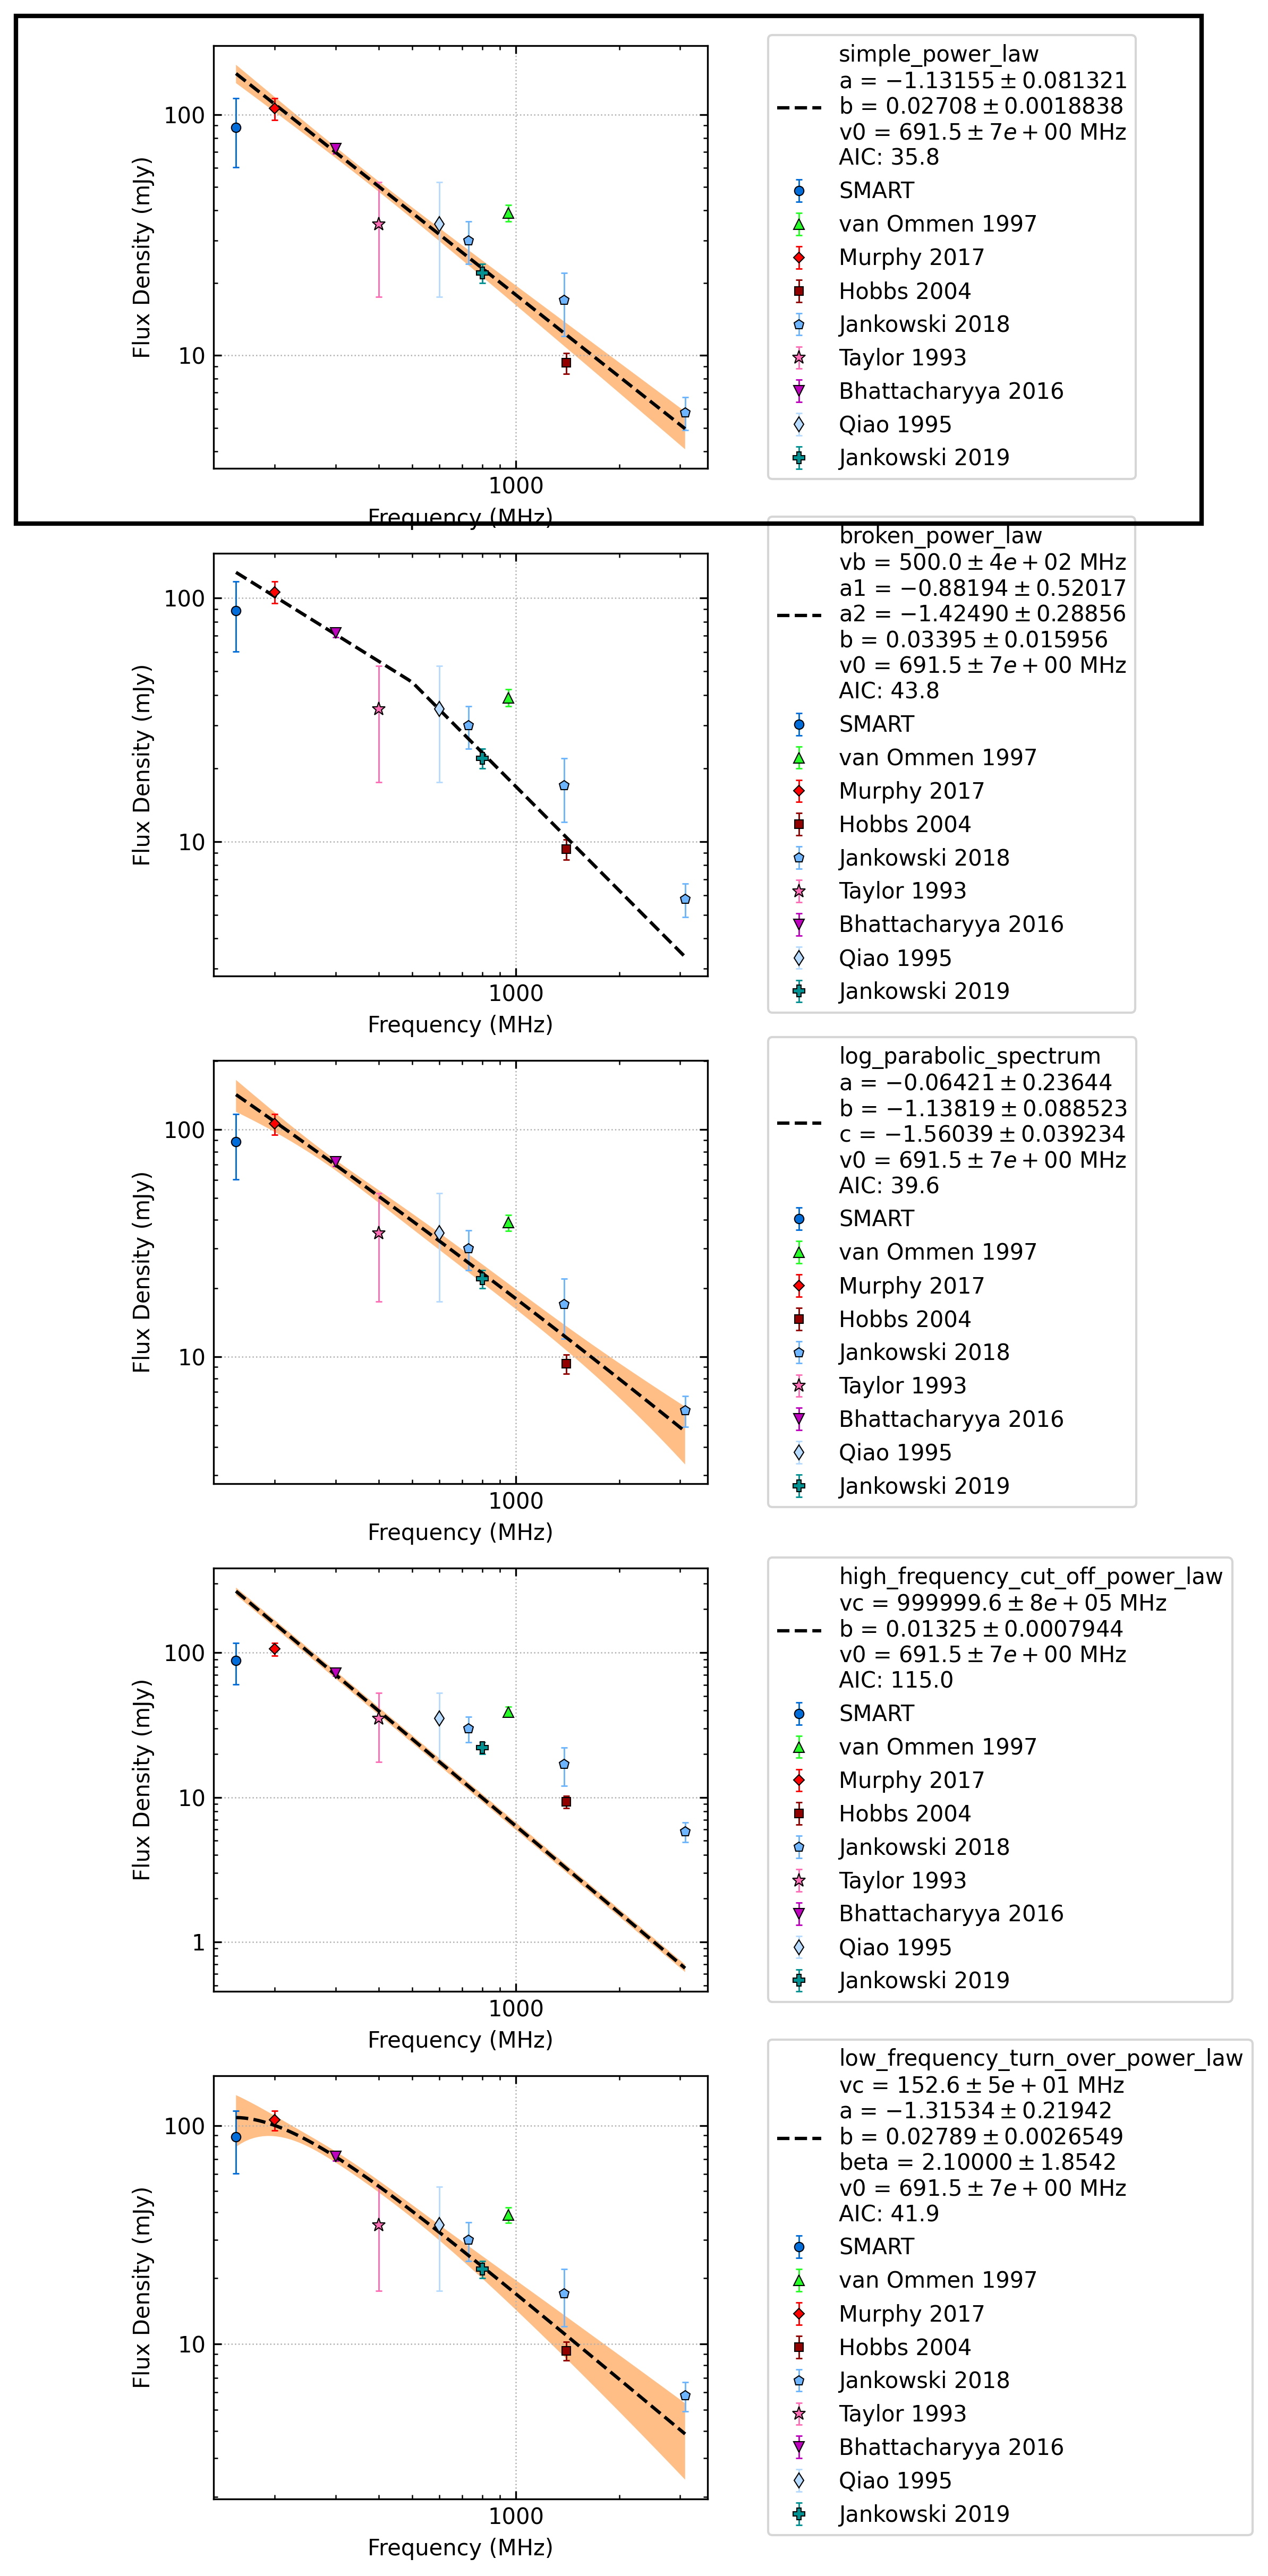 100
10
Flux Density (mJy)
1000
Frequency (MHz)
simple_power_law
a = −1.13155 ± 0.081321
b = 0.02708 ± 0.0018838
v0 = 691.5 ± 7e + 00 MHz
AIC: 35.8
SMART
van Ommen 1997
Murphy 2017
Hobbs 2004
Jankowski 2018
Taylor 1993
Bhattacharyya 2016
Qiao 1995
Jankowski 2019
100
10
Flux Density (mJy)
1000
Frequency (MHz)
broken_power_law
vb = 500.0 ± 4e + 02 MHz
a1 = −0.88194 ± 0.52017
a2 = −1.42490 ± 0.28856
b = 0.03395 ± 0.015956
v0 = 691.5 ± 7e + 00 MHz
AIC: 43.8
SMART
van Ommen 1997
Murphy 2017
Hobbs 2004
Jankowski 2018
Taylor 1993
Bhattacharyya 2016
Qiao 1995
Jankowski 2019
100
10
Flux Density (mJy)
1000
Frequency (MHz)
log_parabolic_spectrum
a = −0.06421 ± 0.23644
b = −1.13819 ± 0.088523
c = −1.56039 ± 0.039234
v0 = 691.5 ± 7e + 00 MHz
AIC: 39.6
SMART
van Ommen 1997
Murphy 2017
Hobbs 2004
Jankowski 2018
Taylor 1993
Bhattacharyya 2016
Qiao 1995
Jankowski 2019
100
10
1
Flux Density (mJy)
1000
Frequency (MHz)
high_frequency_cut_off_power_law
vc = 999999.6 ± 8e + 05 MHz
b = 0.01325 ± 0.0007944
v0 = 691.5 ± 7e + 00 MHz
AIC: 115.0
SMART
van Ommen 1997
Murphy 2017
Hobbs 2004
Jankowski 2018
Taylor 1993
Bhattacharyya 2016
Qiao 1995
Jankowski 2019
100
10
Flux Density (mJy)
1000
Frequency (MHz)
low_frequency_turn_over_power_law
vc = 152.6 ± 5e + 01 MHz
a = −1.31534 ± 0.21942
b = 0.02789 ± 0.0026549
beta = 2.10000 ± 1.8542
v0 = 691.5 ± 7e + 00 MHz
AIC: 41.9
SMART
van Ommen 1997
Murphy 2017
Hobbs 2004
Jankowski 2018
Taylor 1993
Bhattacharyya 2016
Qiao 1995
Jankowski 2019